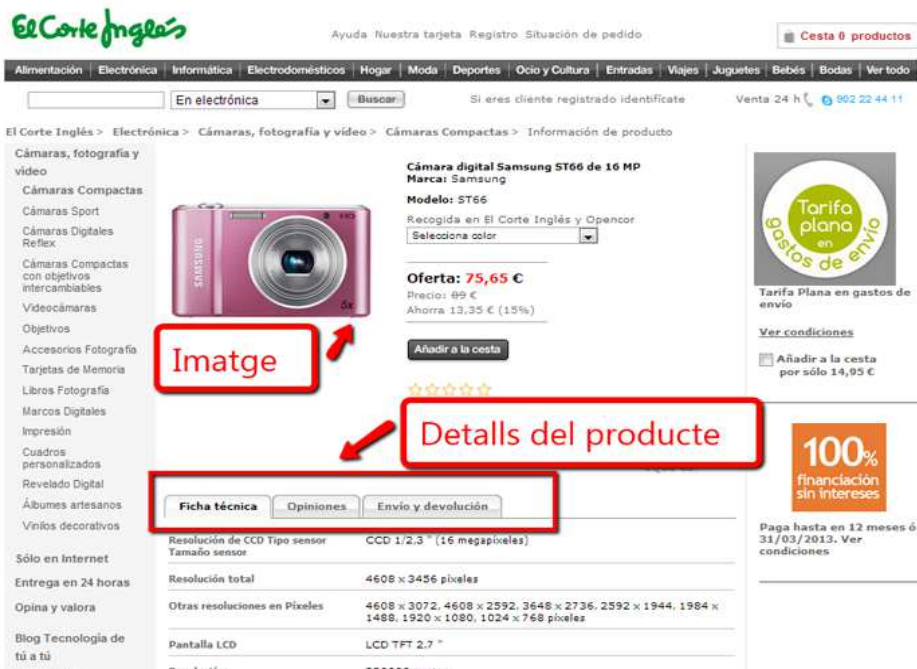 El Corte Inglés
Ayuda Nuestra tarjeta Registro Situación de pedido
Cesta 0 productos
Alimentación Electrónica Informática Electrodomésticos Hogar Moda Deportes Ocio y Cultura Entradas Viajes Juguetes Bebés Bodas Ver todo
En electrónica Buscar Si eres cliente registrado identifícate Venta 24 h 902 22 44 11
El Corte Inglés > Electrónica > Cámaras, fotografía y vídeo > Cámaras Compactas > Información de producto
Cámaras, fotografía y
vídeo
Cámaras Compactas
Cámaras Sport
Cámaras Digitales
Reflex
Cámaras Compactas
con objetivos
intercambiables
Videocámaras
Objetivos
Accesorios Fotografía
Tarjetas de Memoria
Libros Fotografía
Marcos Digitales
Impresión
Cuadros
personalizados
Revelado Digital
Álbumes artesanos
Vinilos decorativos
Sólo en Internet
Entrega en 24 horas
Opina y valora
Blog Tecnología de
tú a tú
SAMSUNG
HD
5x
Imatge
Cámara digital Samsung ST66 de 16 MP
Marca: Samsung
Modelo: ST66
Recogida en El Corte Inglés y Opencor
Selecciona color
Oferta: 75,65 €
Precio: 89 €
Ahorra 13,35 € (15%)
Añadir a la cesta
Detalls del producte
Ficha técnica Opiniones Envío y devolución
Resolución de CCD Tipo sensor
Tamaño sensor
CCD 1/2,3 " (16 megapíxeles)
Resolución total 4608 x 3456 píxeles
Otras resoluciones en Píxeles 4608 x 3072, 4608 x 2592, 3648 x 2736, 2592 x 1944, 1984 x
1488, 1920 x 1080, 1024 x 768 píxeles
Pantalla LCD LCD TFT 2,7 "
Tarifa
plana
en
gastos de envío
Tarifa Plana en gastos de
envío
Ver condiciones
Añadir a la cesta
por sólo 14,95 €
100%
financiación
sin intereses
Paga hasta en 12 meses ó
31/03/2013. Ver
condiciones